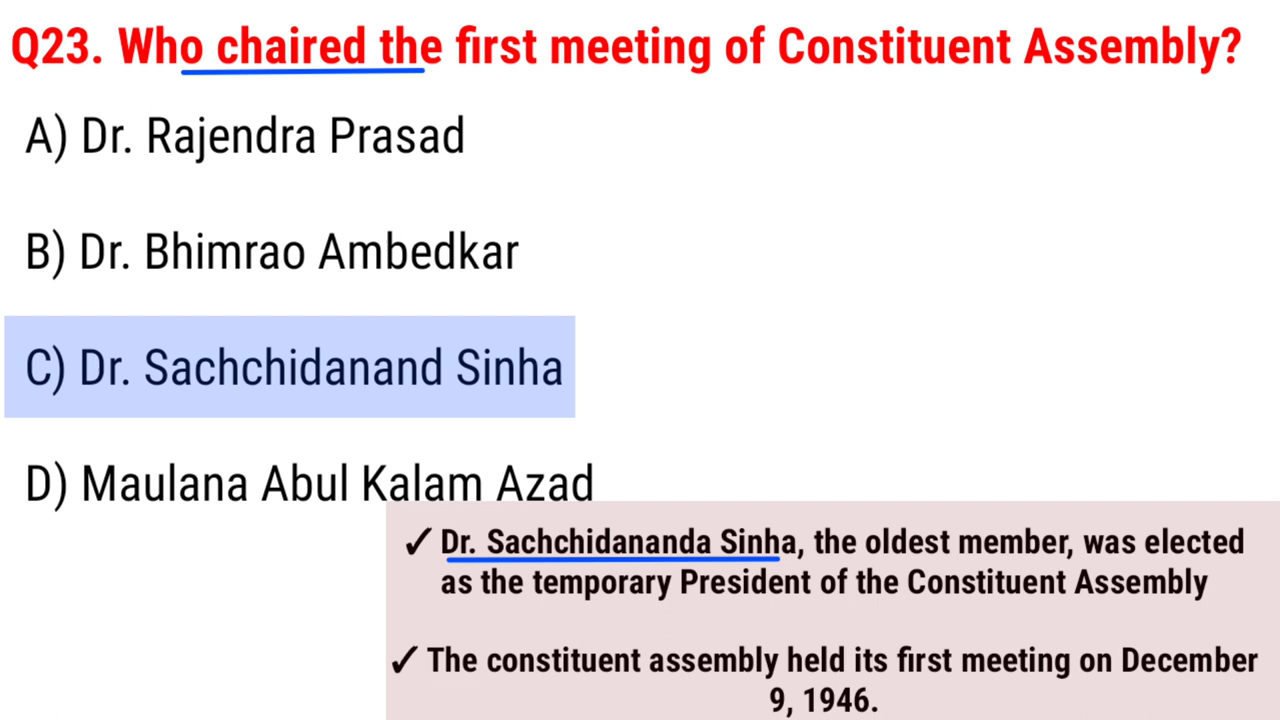 Q23. Who chaired the first meeting of Constituent Assembly?
A) Dr. Rajendra Prasad
B) Dr. Bhimrao Ambedkar
C) Dr. Sachchidanand Sinha
D) Maulana Abul Kalam Azad
✓ Dr. Sachchidananda Sinha, the oldest member, was elected
as the temporary President of the Constituent Assembly
✓ The constituent assembly held its first meeting on December
9, 1946.